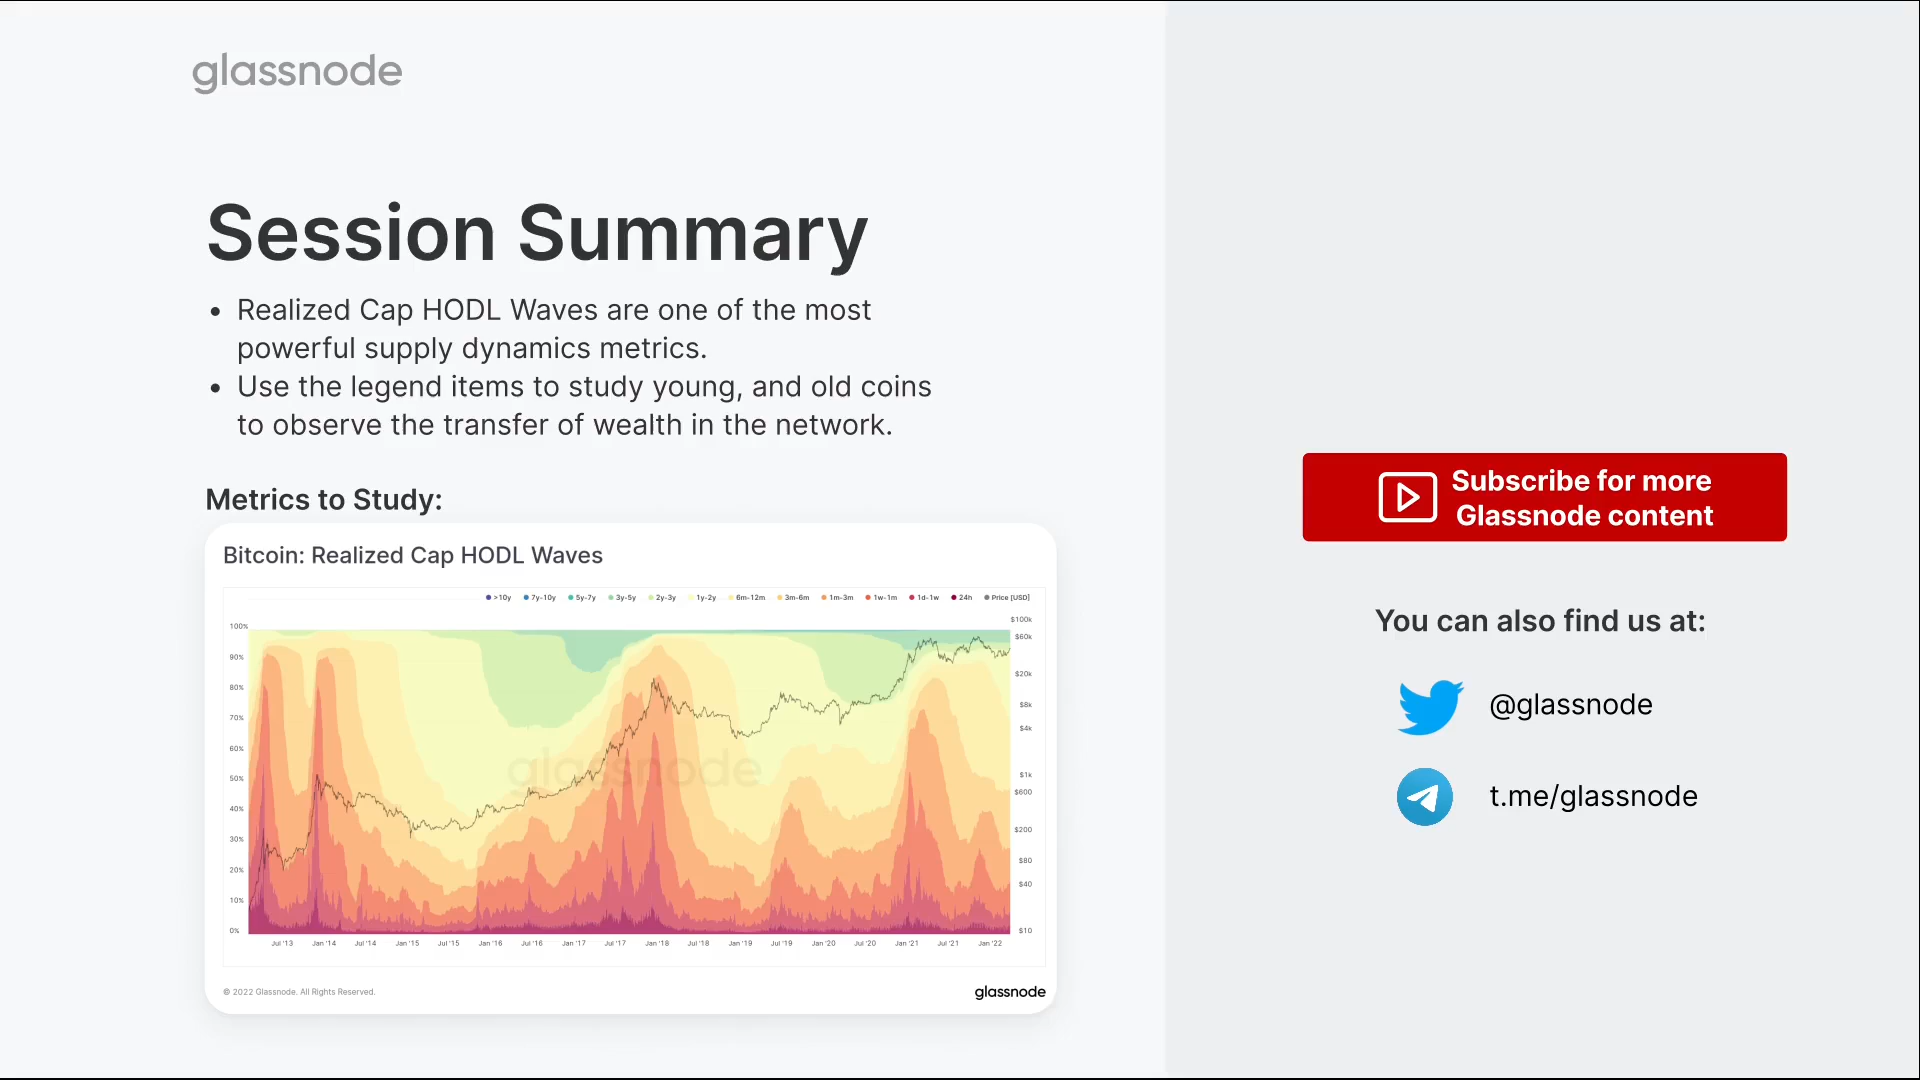 glassnode
Session Summary
• Realized Cap HODL Waves are one of the most
powerful supply dynamics metrics.
• Use the legend items to study young, and old coins
to observe the transfer of wealth in the network.
Metrics to Study:
Bitcoin: Realized Cap HODL Waves
>10y 7y-10y 5y-7y 3y-5y 2y-3y 1y-2y 6m-12m 3m-6m 1m-3m 1w-1m 1d-1w 24h Price [USD]
100%
90%
80%
70%
60%
50%
40%
30%
20%
10%
0%
$100k
$60k
$20k
$8k
$4k
$1k
$600
$200
$80
$40
$10
glassnode
Jul '13 Jan '14 Jul '14 Jan '15 Jul '15 Jan '16 Jul '16 Jan '17 Jul '17 Jan '18 Jul '18 Jan '19 Jul '19 Jan '20 Jul '20 Jan '21 Jul '21 Jan '22
© 2022 Glassnode. All Rights Reserved.
glassnode
Subscribe for more
Glassnode content
You can also find us at:
@glassnode
t.me/glassnode